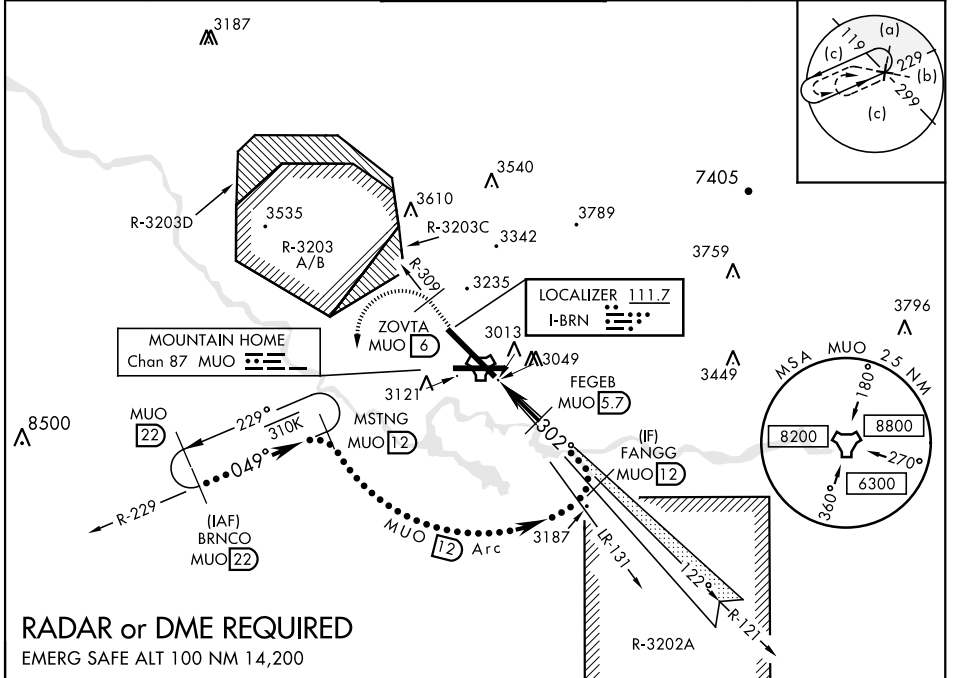 3187
(a)
(c)
119
229
(b)
299
(c)
3540
7405
3610
3789
R-3203D
3535
R-3203C
3342
R-3203
A/B
3759
R-309
3235
LOCALIZER 111.7
I-BRN
3796
ZOVTA
MUO 6
MOUNTAIN HOME
Chan 87 MUO
3013
3049
3449
MSA MUO 25 NM
3121
FEGEB
MUO 5.7
180°
8500
MUO
22
229°
310K
MSTNG
MUO 12
302°
(IF)
FANGG
MUO 12
8200
8800
270°
049°
6300
360°
R-229
(IAF)
BRNCO
MUO 22
MUO 12 Arc
3187
LR-131
122°
R-121
RADAR or DME REQUIRED
R-3202A
EMERG SAFE ALT 100 NM 14,200